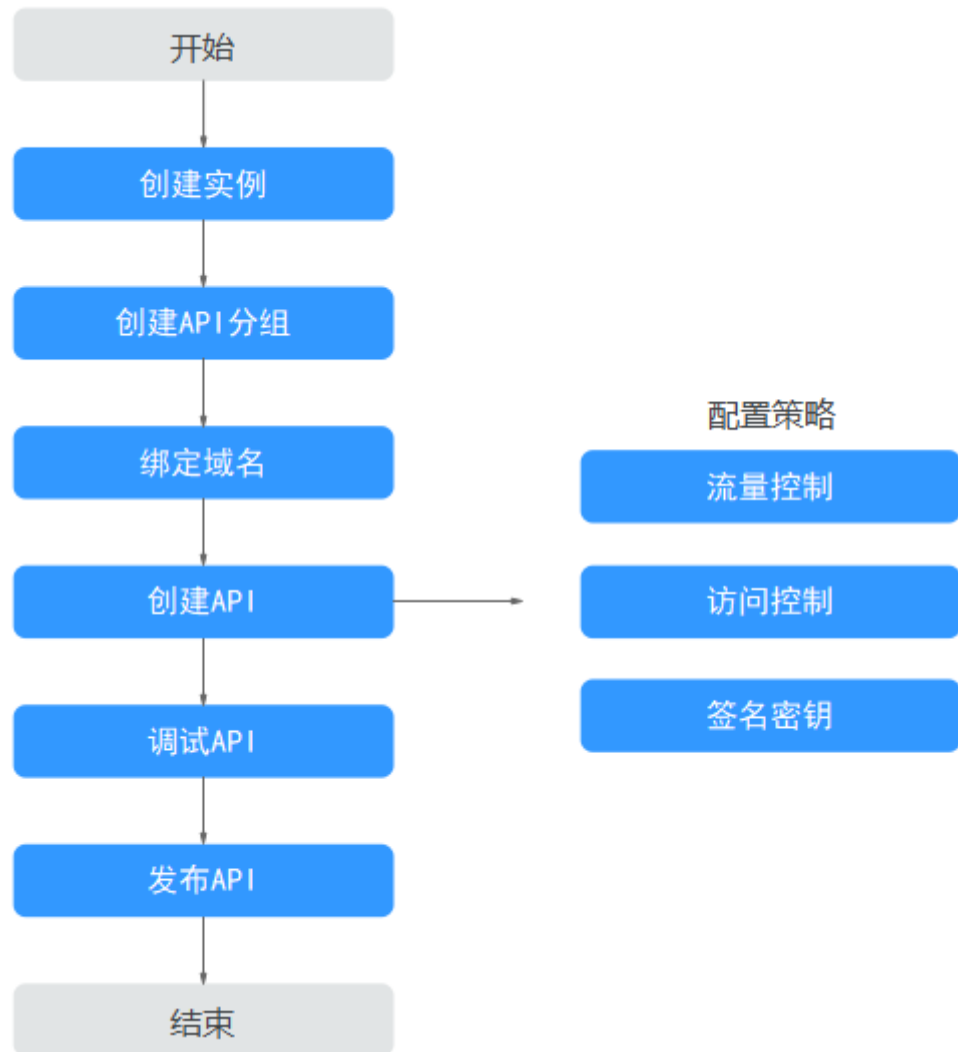 开始
创建实例
创建API分组
绑定域名
创建API
调试API
发布API
结束
配置策略
流量控制
访问控制
签名密钥